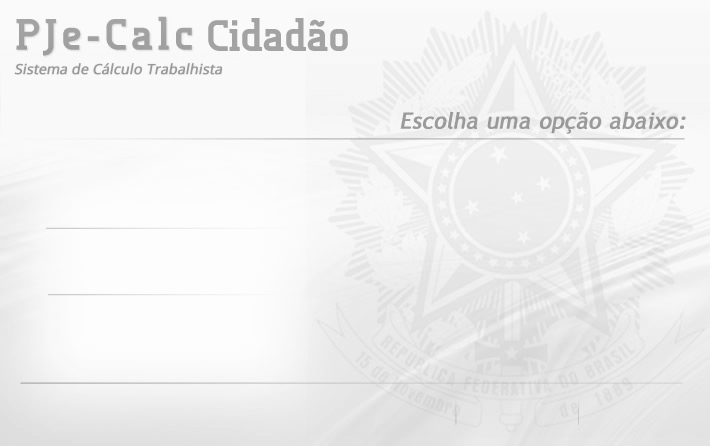 PJe-Calc Cidadão
Sistema de Cálculo Trabalhista
Escolha uma opção abaixo:
REPÚBLICA FEDERATIVA DO BRASIL
15 de Novembro de 1889